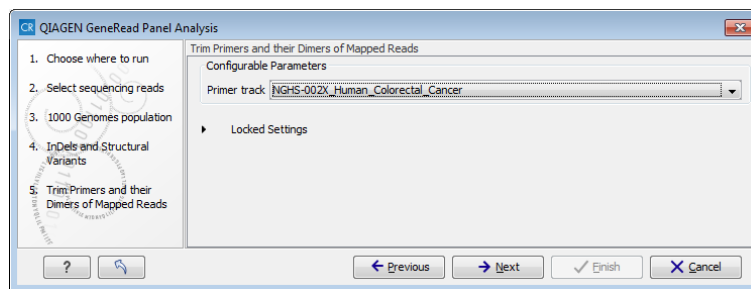 CR QIAGEN GeneRead Panel Analysis
1. Choose where to run
2. Select sequencing reads
3. 1000 Genomes population
4. InDels and Structural
Variants
5. Trim Primers and their
Dimers of Mapped Reads
Trim Primers and their Dimers of Mapped Reads
Configurable Parameters
Primer track NGHS-002X_Human_Colorectal_Cancer
Locked Settings
?
Previous
Next
Finish
Cancel